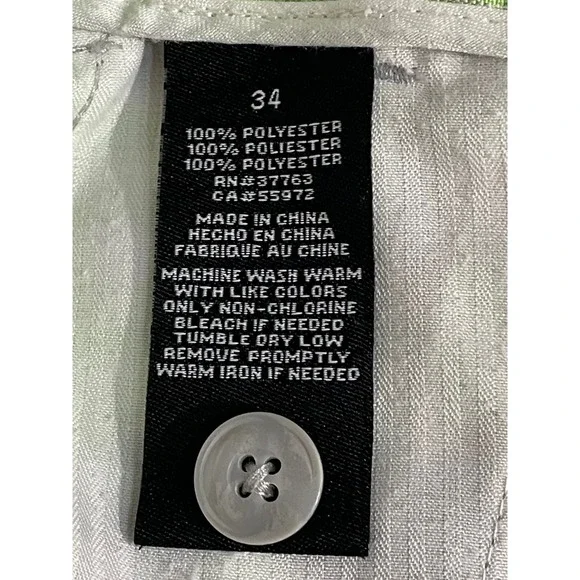 34
100% POLYESTER
100% POLIESTER
100% POLYESTER
RN#37763
CA#55972
MADE IN CHINA
HECHO EN CHINA
FABRIQUE AU CHINE
MACHINE WASH WARM
WITH LIKE COLORS
ONLY NON-CHLORINE
BLEACH IF NEEDED
TUMBLE DRY LOW
REMOVE PROMPTLY
WARM IRON IF NEEDED